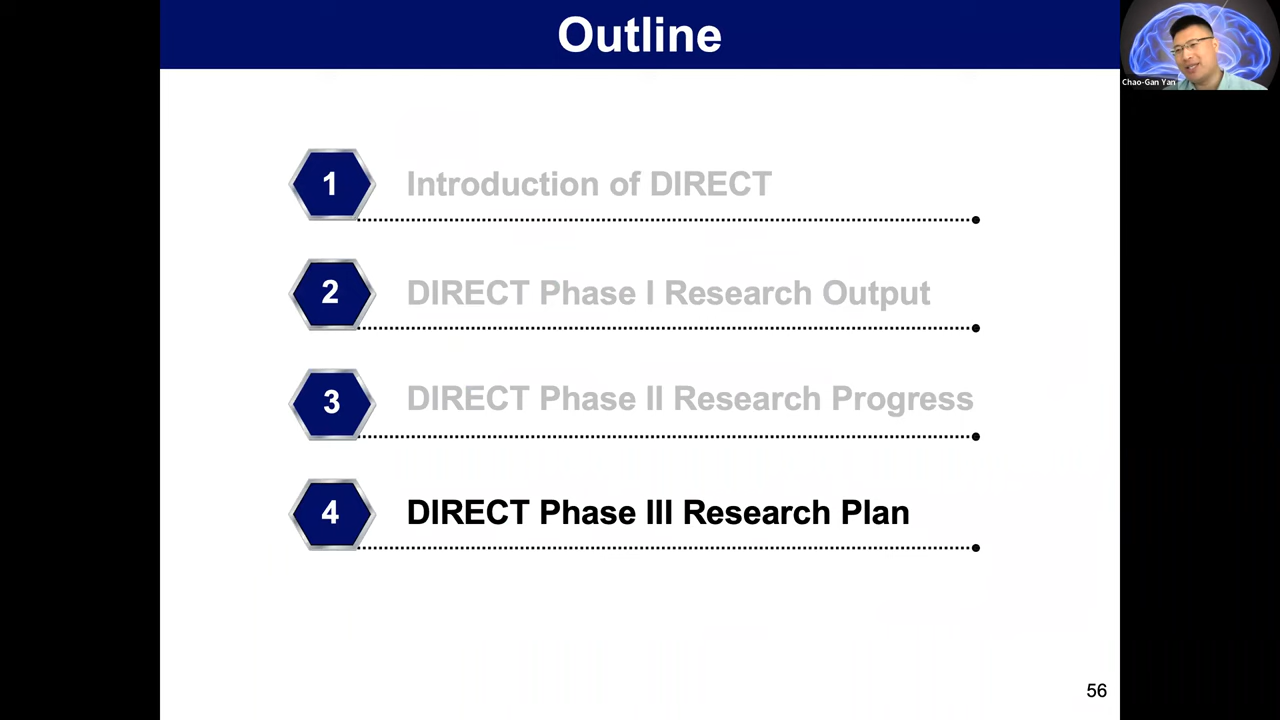 Outline
Chao-Gan Yan
1 Introduction of DIRECT
2 DIRECT Phase I Research Output
3 DIRECT Phase II Research Progress
4 DIRECT Phase III Research Plan
56